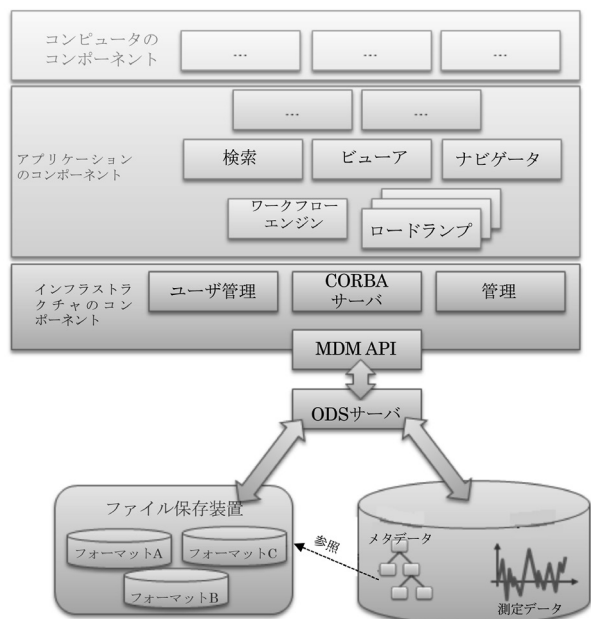 コンピュータの
コンポーネント
...
...
...
...
...
アプリケーション
のコンポーネント
検索
ビューア
ナビゲータ
ワークフロー
エンジン
ロードランプ
インフラストラ
クチャのコン
ポーネント
ユーザ管理
CORBA
サーバ
管理
MDM API
ODSサーバ
ファイル保存装置
フォーマットA
フォーマットC
フォーマットB
参照
メタデータ
測定データ